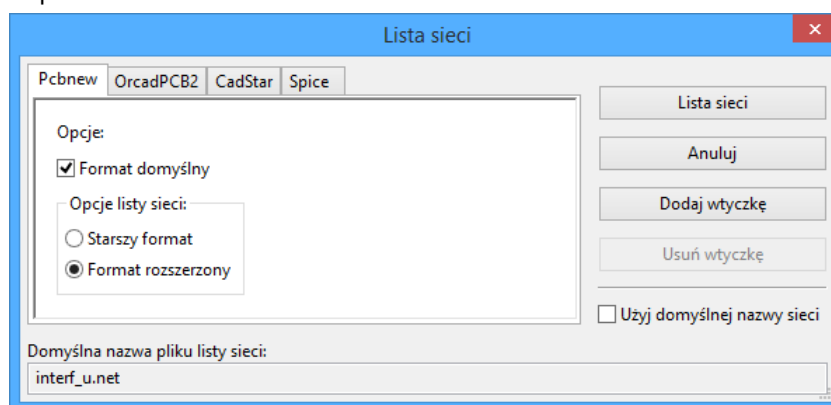 Lista sieci
Pcbnew OrcadPCB2 CadStar Spice
Opcje:
Format domyślny
Opcje listy sieci:
Starszy format
Format rozszerzony
Lista sieci
Anuluj
Dodaj wtyczkę
Usuń wtyczkę
Użyj domyślnej nazwy sieci
Domyślna nazwa pliku listy sieci:
interf_u.net